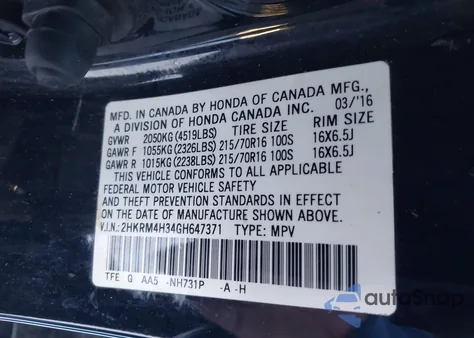 MFD. IN CANADA BY HONDA OF CANADA MFG.,
A DIVISION OF HONDA CANADA INC. 03/'16
GVWR 2050KG (4519LBS) TIRE SIZE RIM SIZE
GAWR F 1055KG (2326LBS) 215/70R16 100S 16X6.5J
GAWR R 1015KG (2238LBS) 215/70R16 100S 16X6.5J
THIS VEHICLE CONFORMS TO ALL APPLICABLE
FEDERAL MOTOR VEHICLE SAFETY
AND THEFT PREVENTION STANDARDS IN EFFECT ON
THE DATE OF MANUFACTURE SHOWN ABOVE.
V.I.N.: 2HKRM4H34GH647371 TYPE: MPV
TFE G AA5 -NH731P -A -H
autoSnap